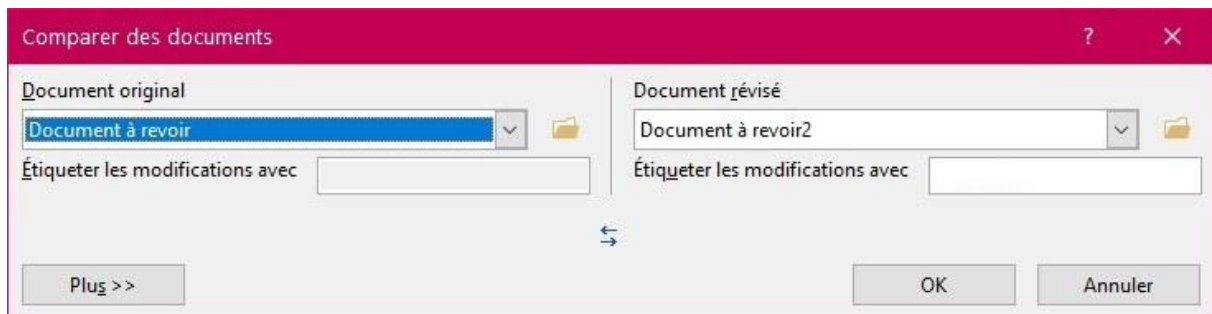 Comparer des documents ?
Document original
Document à revoir
Étiqueter les modifications avec
Document révisé
Document à revoir2
Étiqueter les modifications avec
Plus >>
OK
Annuler